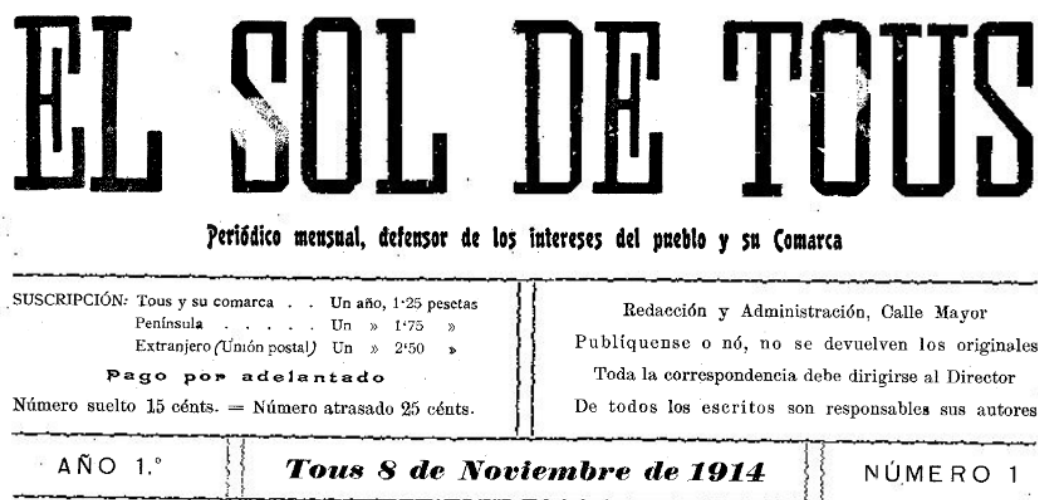 EL SOL DE TOUS
Periódico mensual, defensor de los intereses del pueblo y su Comarca
SUSCRIPCIÓN: Tous y su comarca . . Un año, 1'25 pesetas
Península . . . . . Un » 1'75 »
Extranjero (Unión postal) Un » 2'50 »
Pago por adelantado
Número suelto 15 cénts. = Número atrasado 25 cénts.
Redacción y Administración, Calle Mayor
Publíquense o nó, no se devuelven los originales
Toda la correspondencia debe dirigirse al Director
De todos los escritos son responsables sus autores
AÑO 1.º
Tous 8 de Noviembre de 1914
NÚMERO 1